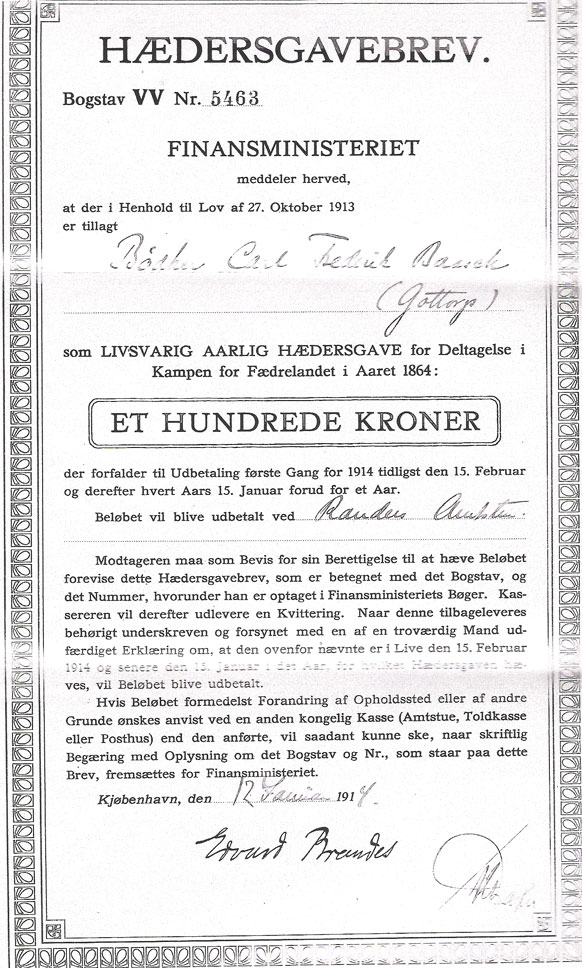 HÆDERSGAVEBREV.
Bogstav VV Nr. 5463
FINANSMINISTERIET
meddeler herved,
at der i Henhold til Lov af 27. Oktober 1913
er tillagt
Bødker Carl Fredrik Baasch
(Gottorp)
som LIVSVARIG AARLIG HÆDERSGAVE for Deltagelse i
Kampen for Fædrelandet i Aaret 1864:
ET HUNDREDE KRONER
der forfalder til Udbetaling første Gang for 1914 tidligst den 15. Februar
og derefter hvert Aars 15. Januar forud for et Aar.
Beløbet vil blive udbetalt ved Randers Amtstue.
Modtageren maa som Bevis for sin Berettigelse til at hæve Beløbet
forevise dette Hædersgavebrev, som er betegnet med det Bogstav, og
det Nummer, hvorunder han er optaget i Finansministeriets Bøger. Kas-
sereren vil derefter udlevere en Kvittering. Naar denne tilbageleveres
behørigt underskreven og forsynet med en af en troværdig Mand ud-
færdiget Erklæring om, at den ovenfor nævnte er i Live den 15. Februar
1914 og senere den 15. Januar i det Aar, for hvilket Hædersgaven hæ-
ves, vil Beløbet blive udbetalt.
Hvis Beløbet formedelst Forandring af Opholdssted eller af andre
Grunde ønskes anvist ved en anden kongelig Kasse (Amtstue, Toldkasse
eller Posthus) end den anførte, vil saadant kunne ske, naar skriftlig
Begæring med Oplysning om det Bogstav og Nr., som staar paa dette
Brev, fremsættes for Finansministeriet.
Kjøbenhavn, den 12 Januar 1914.
Edvard Brandes